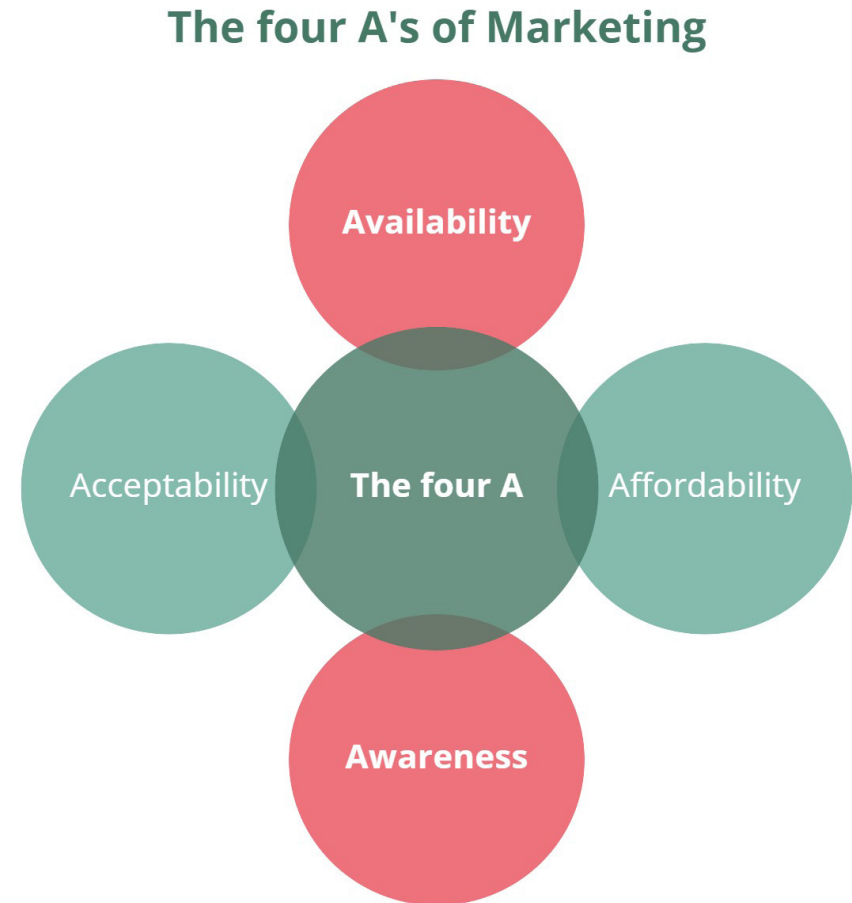 The four A's of Marketing
Availability
Acceptability
The four A
Affordability
Awareness